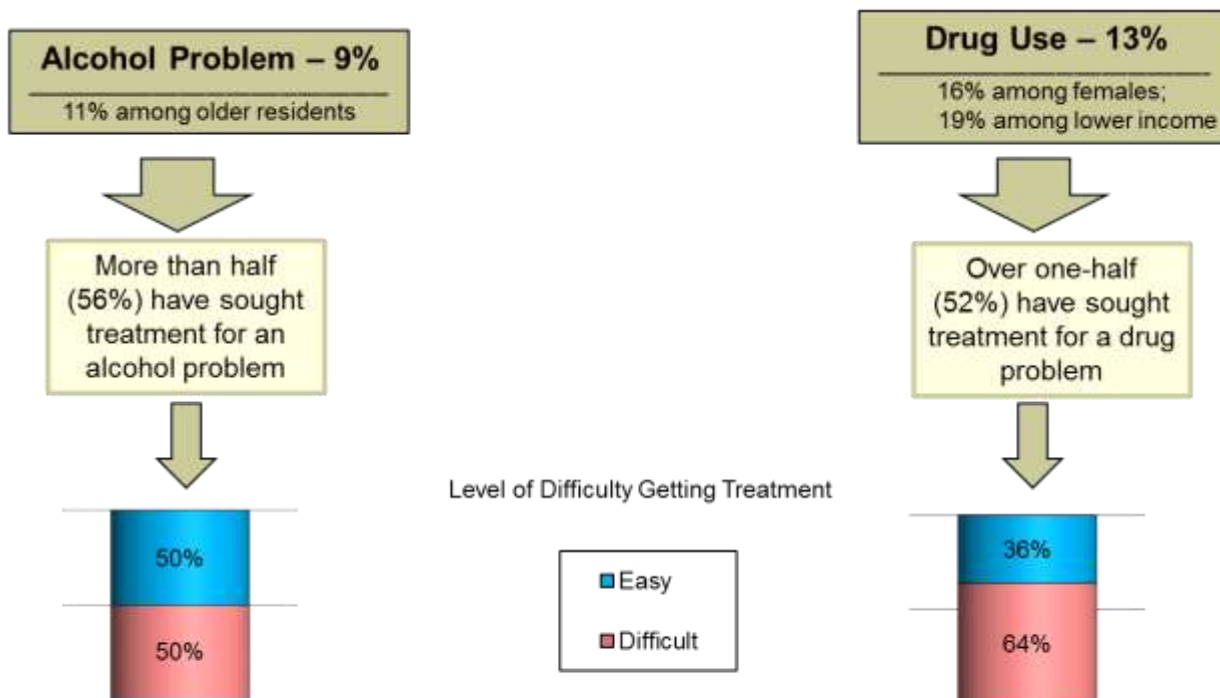 Alcohol Problem – 9%
11% among older residents
More than half
(56%) have sought
treatment for an
alcohol problem
50%
50%
Level of Difficulty Getting Treatment
Easy
Difficult
Drug Use – 13%
16% among females;
19% among lower income
Over one-half
(52%) have sought
treatment for a drug
problem
36%
64%